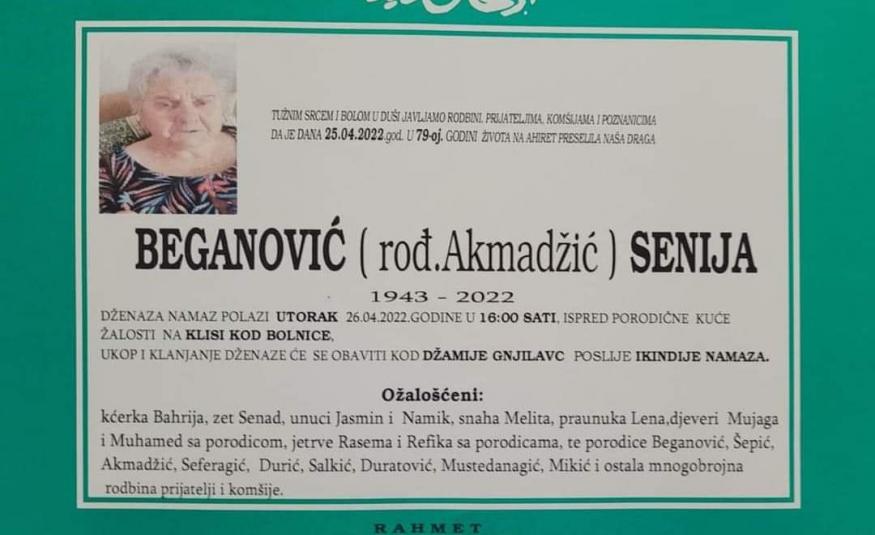 TUŽNIM SRCEM I BOLOM U DUŠI JAVLJAMO RODBINI, PRIJATELJIMA, KOMŠIJAMA I POZNANICIMA
DA JE DANA 25.04.2022.god. U 79-oj. GODINI ŽIVOTA NA AHIRET PRESELILA NAŠA DRAGA
BEGANOVIĆ ( rođ.Akmadžić ) SENIJA
1943 - 2022
DŽENAZA NAMAZ POLAZI UTORAK 26.04.2022.GODINE U 16:00 SATI, ISPRED PORODIČNE KUĆE
ŽALOSTI NA KLISI KOD BOLNICE,
UKOP I KLANJANJE DŽENAZE ĆE SE OBAVITI KOD DŽAMIJE GNJILAVC POSLIJE IKINDIJE NAMAZA.
Ožalošćeni:
kćerka Bahrija, zet Senad, unuci Jasmin i Namik, snaha Melita, praunuka Lena,djeveri Mujaga
i Muhamed sa porodicom, jetrve Rasema i Refika sa porodicama, te porodice Beganović, Šepić,
Akmadžić, Seferagić, Durić, Salkić, Duratović, Mustedanagić, Mikić i ostala mnogobrojna
rodbina prijatelji i komšije.
RAHMET